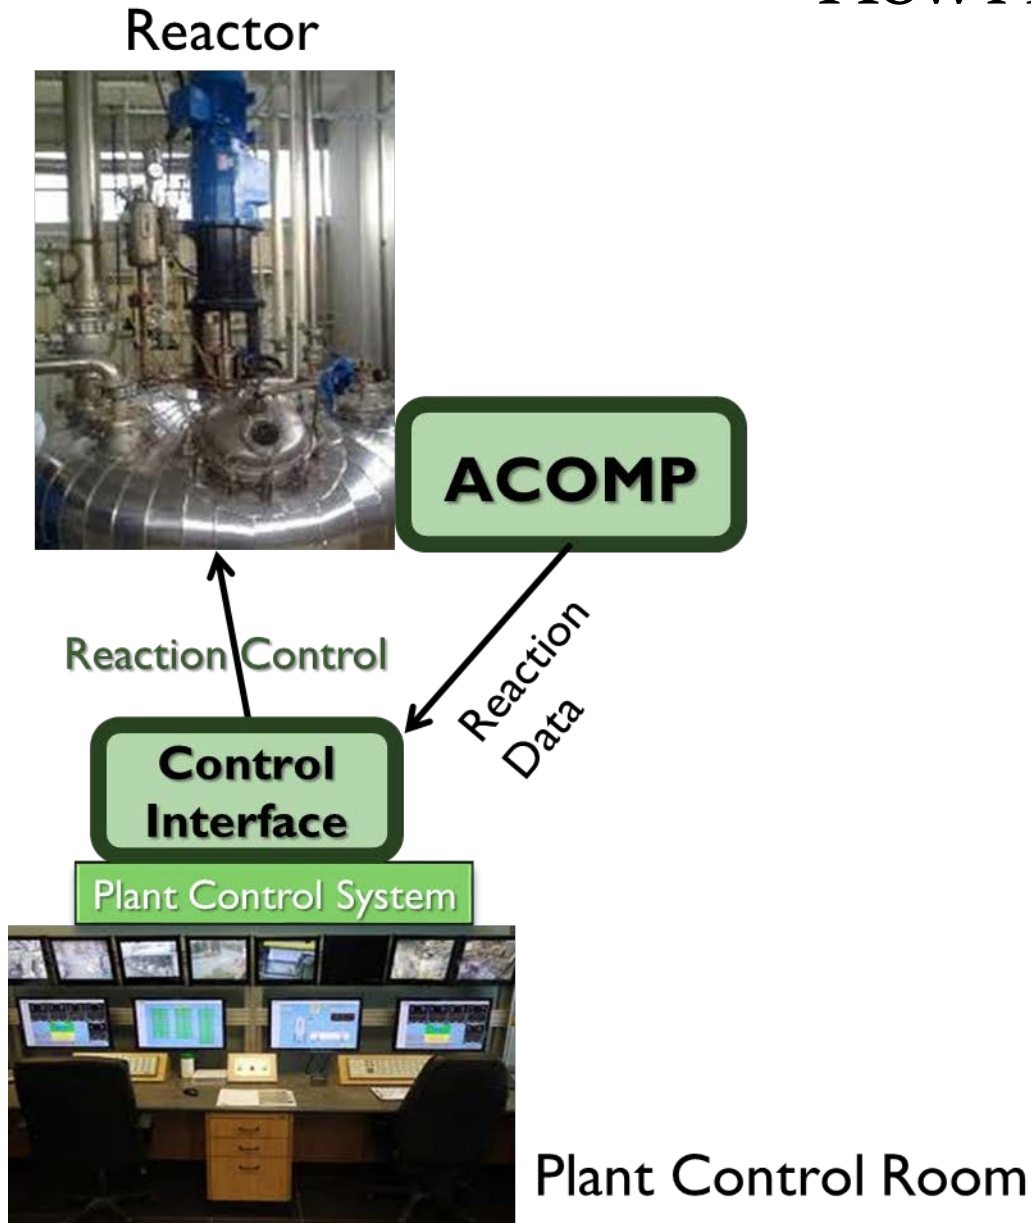 Reactor
ACOMP
Reaction Control
Reaction
Data
Control
Interface
Plant Control System
Plant Control Room